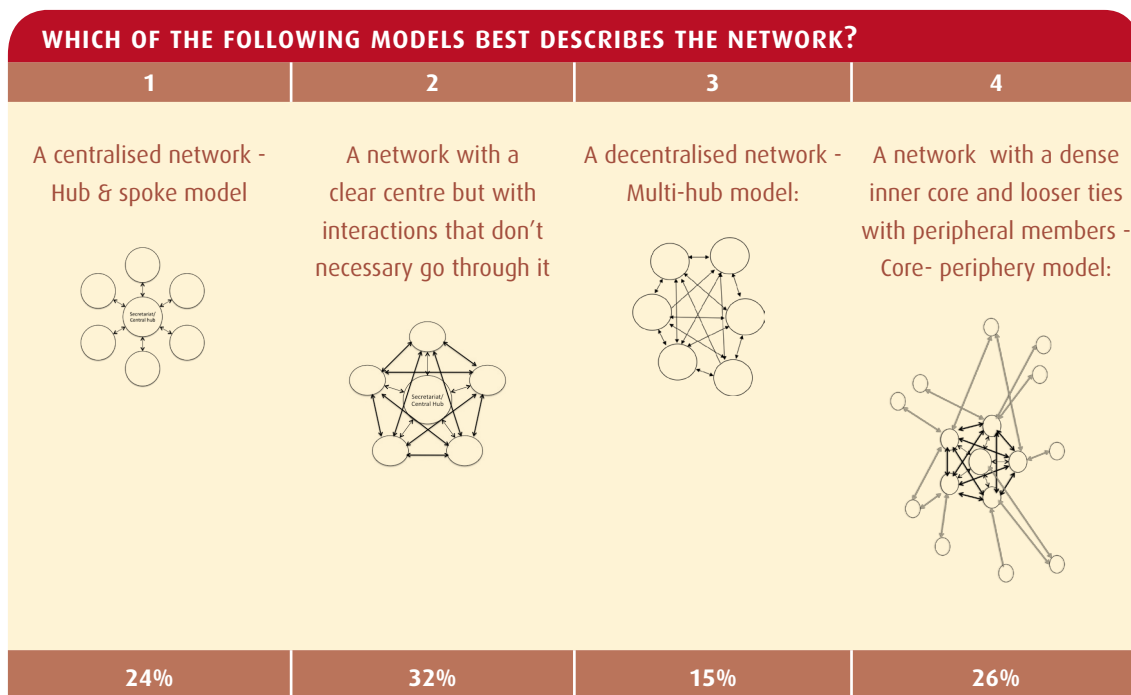 WHICH OF THE FOLLOWING MODELS BEST DESCRIBES THE NETWORK?
1
2
3
4
A centralised network -
Hub & spoke model
A network with a
clear centre but with
interactions that don't
necessary go through it
A decentralised network -
Multi-hub model:
A network with a dense
inner core and looser ties
with peripheral members -
Core- periphery model:
Secretariat/
Central hub
Secretariat/
Central Hub
24%
32%
15%
26%